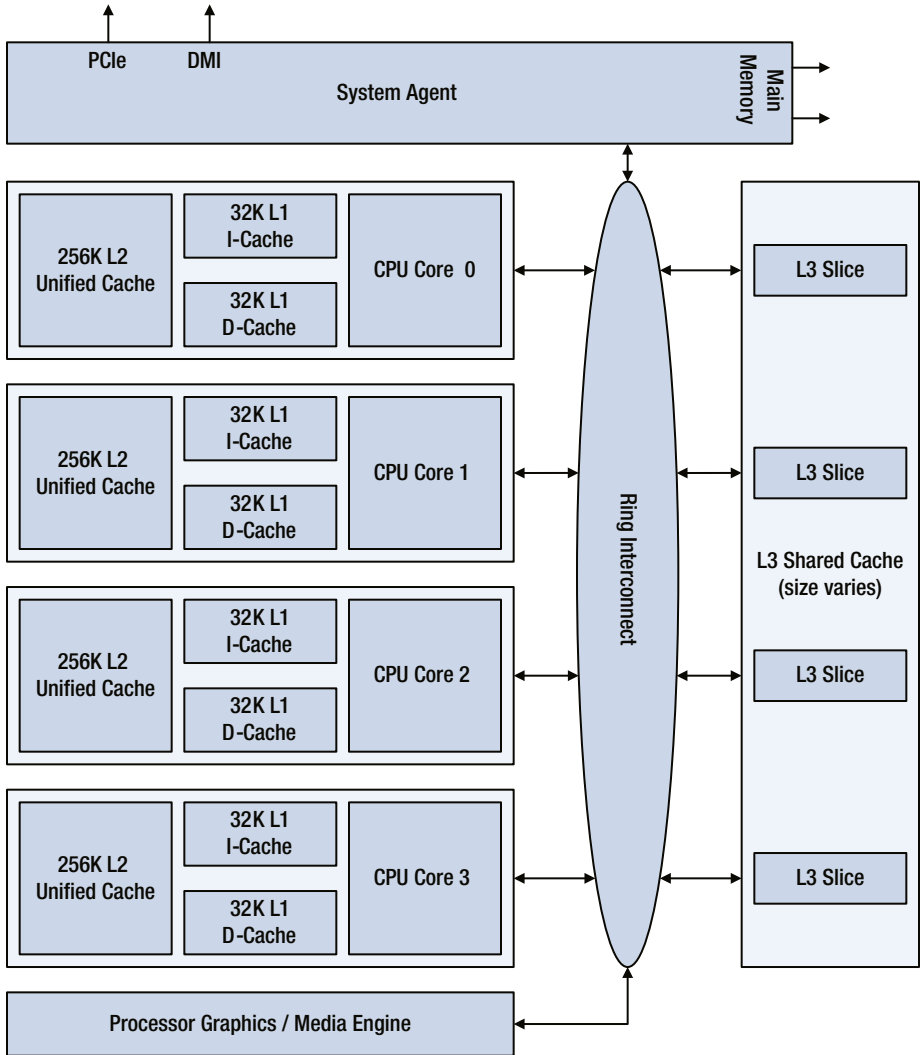 PCIe
DMI
System Agent
Main
Memory
256K L2
Unified Cache
32K L1
I-Cache
32K L1
D-Cache
CPU Core 0
L3 Slice
256K L2
Unified Cache
32K L1
I-Cache
32K L1
D-Cache
CPU Core 1
L3 Slice
Ring Interconnect
L3 Shared Cache
(size varies)
256K L2
Unified Cache
32K L1
I-Cache
32K L1
D-Cache
CPU Core 2
L3 Slice
256K L2
Unified Cache
32K L1
I-Cache
32K L1
D-Cache
CPU Core 3
L3 Slice
Processor Graphics / Media Engine